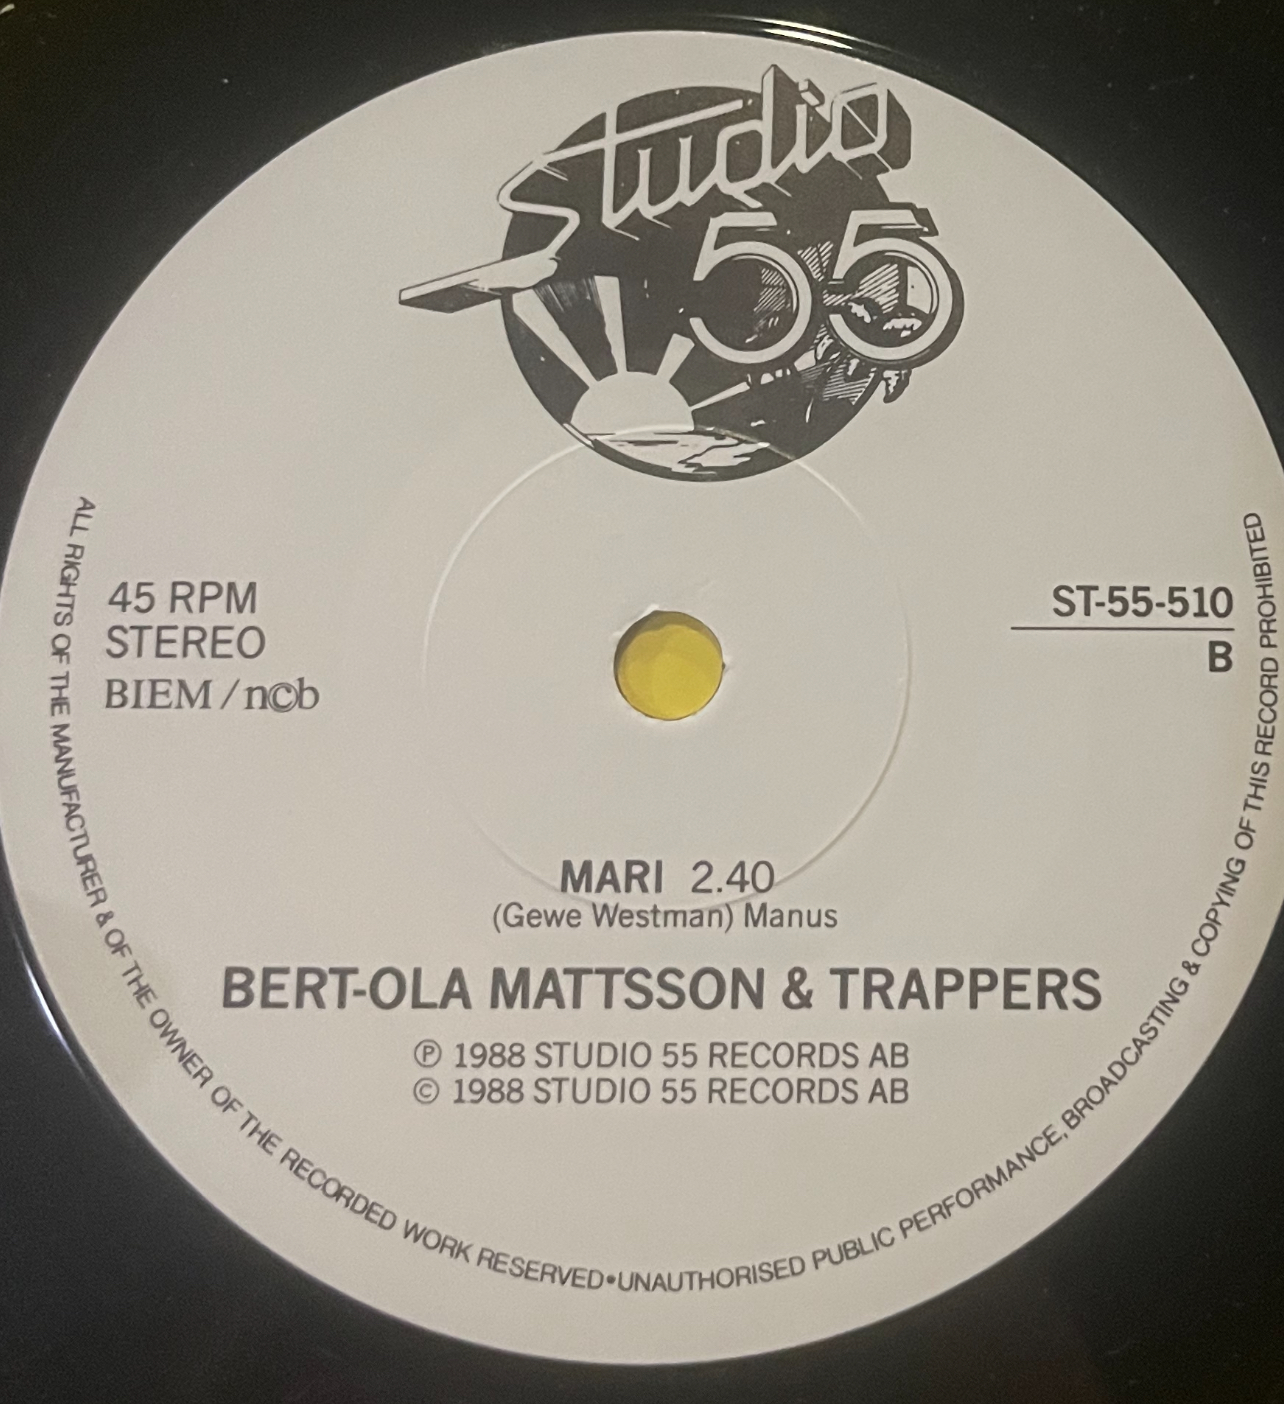 Studio
55
45 RPM
STEREO
BIEM/n©b
ST-55-510
B
MARI 2.40
(Gewe Westman) Manus
BERT-OLA MATTSSON & TRAPPERS
℗ 1988 STUDIO 55 RECORDS AB
© 1988 STUDIO 55 RECORDS AB
ALL RIGHTS OF THE MANUFACTURER & OF THE OWNER OF THE RECORDED WORK RESERVED•UNAUTHORISED PUBLIC PERFORMANCE, BROADCASTING & COPYING OF THIS RECORD PROHIBITED